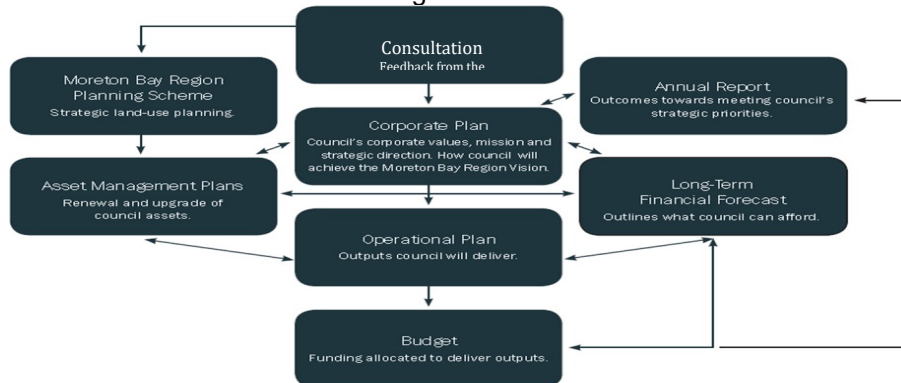 Consultation
Feedback from the
Moreton Bay Region
Planning Scheme
Strategic land-use planning.
Annual Report
Outcomes towards meeting council's
strategic priorities.
Corporate Plan
Council's corporate values, mission and
strategic direction. How council will
achieve the Moreton Bay Region Vision.
Asset Management Plans
Renewal and upgrade of
council assets.
Long-Term
Financial Forecast
Outlines what council can afford.
Operational Plan
Outputs council will deliver.
Budget
Funding allocated to deliver outputs.